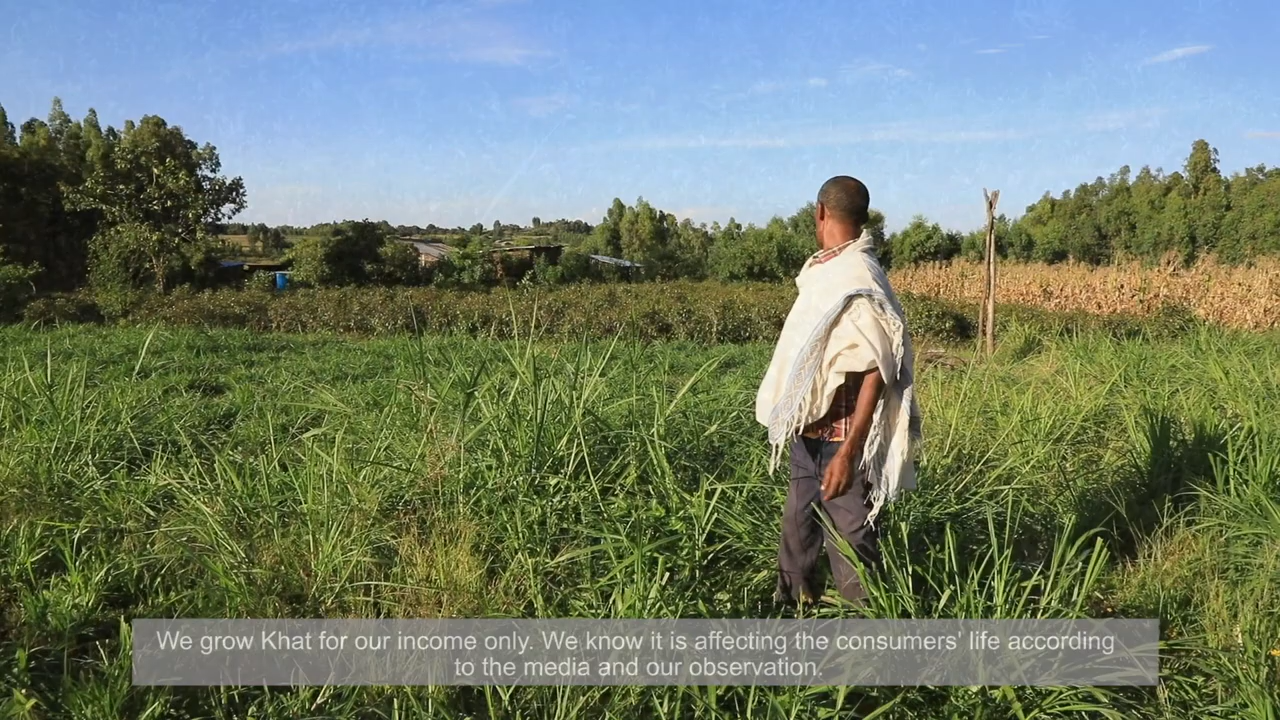 We grow Khat for our income only. We know it is affecting the consumers' life according
to the media and our observation.